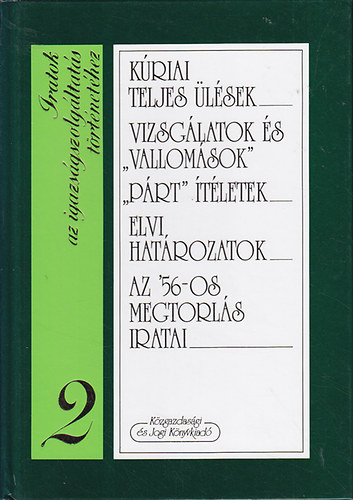 Iratok
az igazságszolgáltatás
történetéhez
2
KÚRIAI
TELJES ÜLÉSEK
VIZSGÁLATOK ÉS
„VALLOMÁSOK"
„PÁRT" ÍTÉLETEK
ELVI
HATÁROZATOK
AZ '56-OS
MEGTORLÁS
IRATAI
Közgazdasági
és Jogi Könyvkiadó